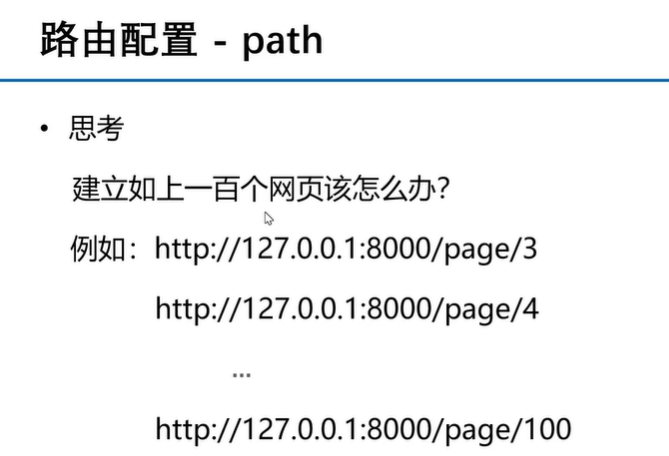 路由配置 - path
• 思考
建立如上一百个网页该怎么办?
例如：http://127.0.0.1:8000/page/3
http://127.0.0.1:8000/page/4
...
http://127.0.0.1:8000/page/100